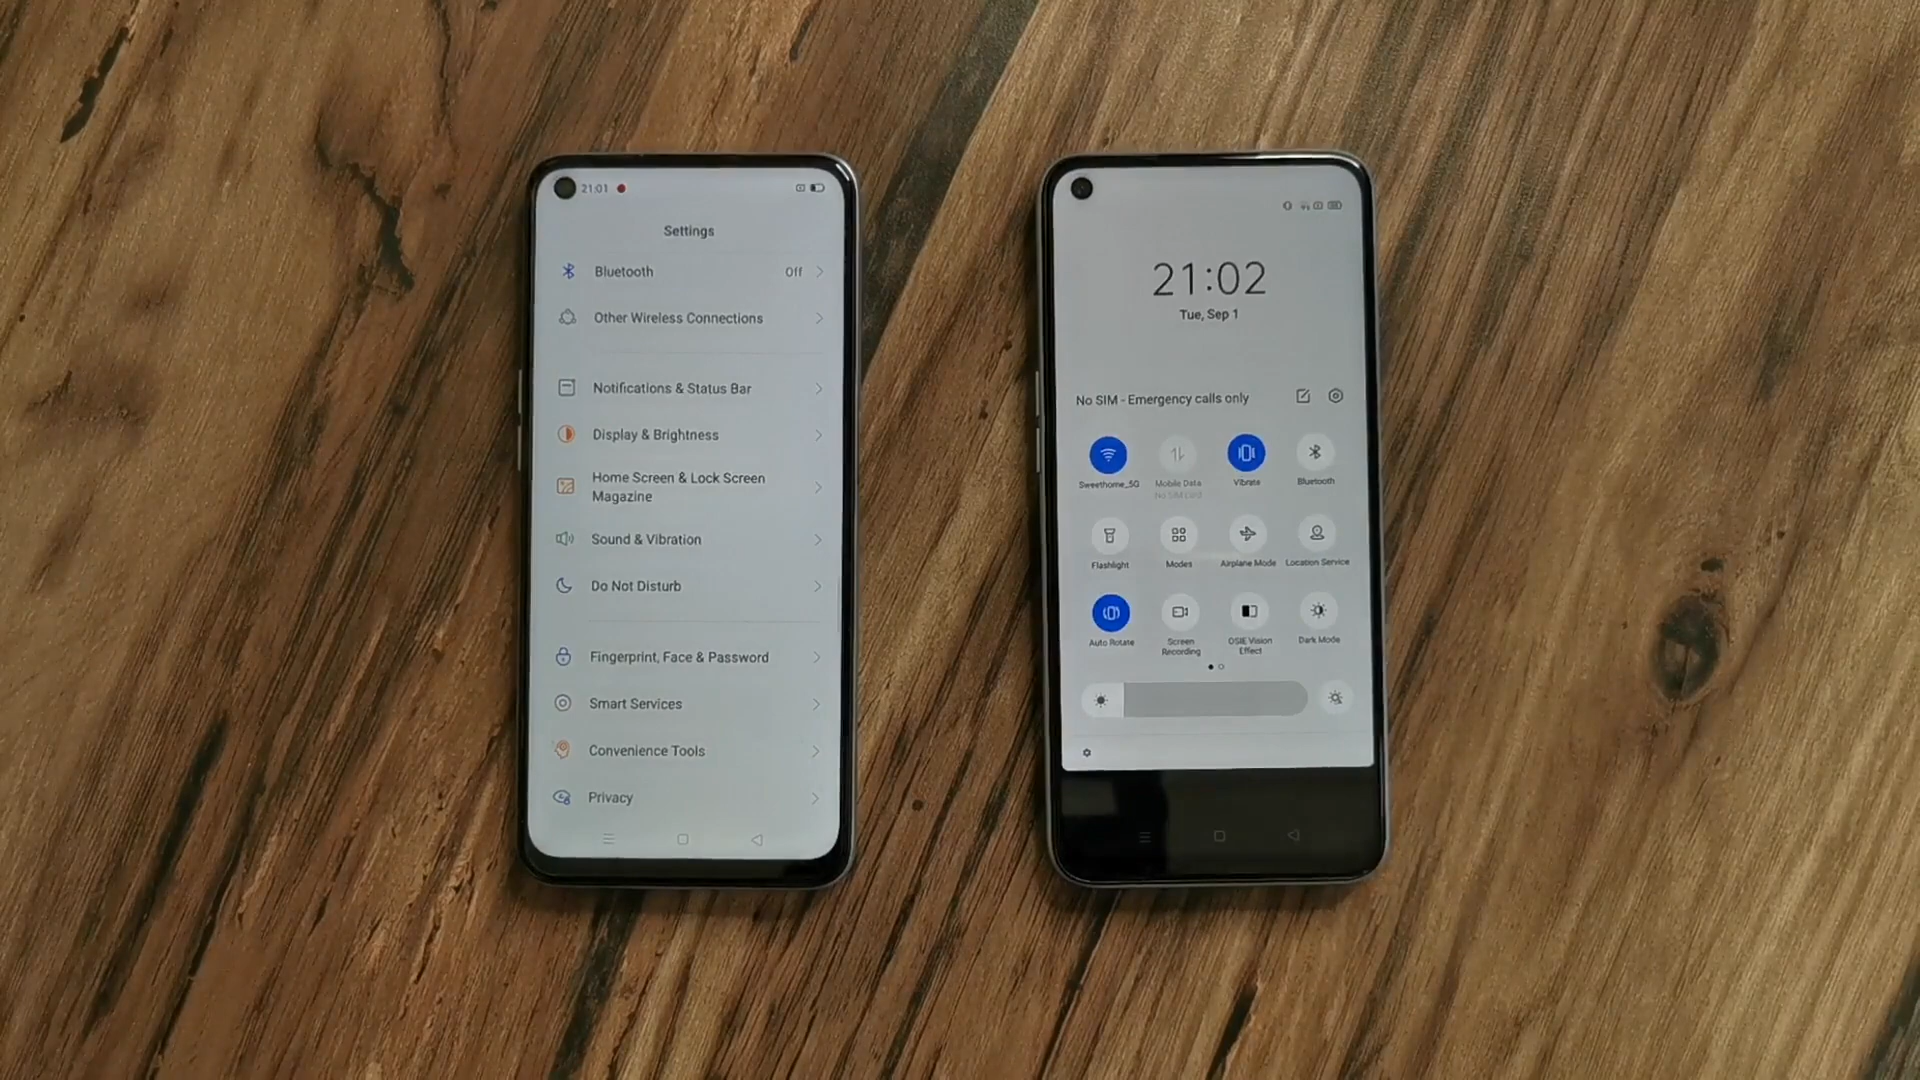 21:01
Settings
Bluetooth Off
Other Wireless Connections
Notifications & Status Bar
Display & Brightness
Home Screen & Lock Screen
Magazine
Sound & Vibration
Do Not Disturb
Fingerprint, Face & Password
Smart Services
Convenience Tools
Privacy
21:02
Tue, Sep 1
No SIM - Emergency calls only
Sweethome_5G Mobile Data Vibrate Bluetooth
No SIM card
Flashlight Modes Airplane Mode Location Service
Auto Rotate Screen OSIE Vision Dark Mode
Recording Effect